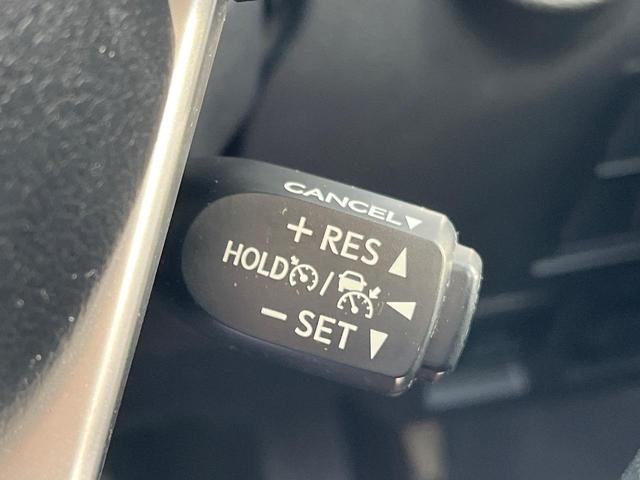 CANCEL▼
+ RES ▲
HOLD / ◀
− SET ▼